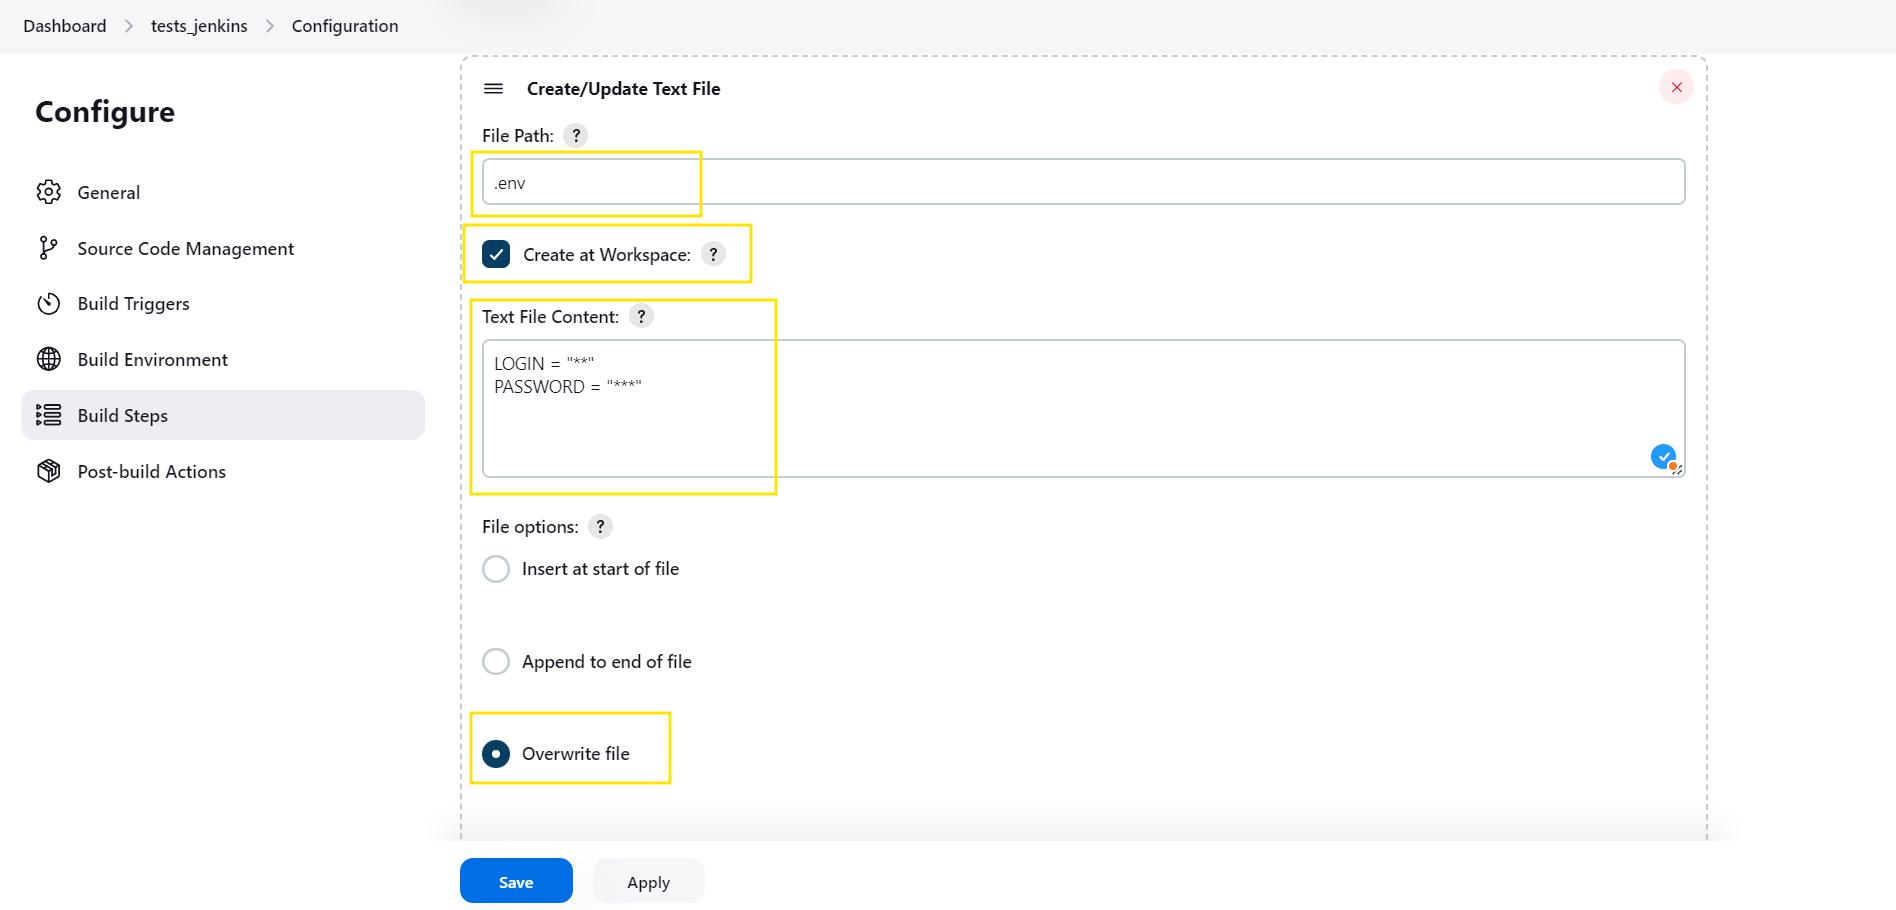 Dashboard > tests_jenkins > Configuration
Configure
General
Source Code Management
Build Triggers
Build Environment
Build Steps
Post-build Actions
Create/Update Text File
File Path: ?
.env
Create at Workspace: ?
Text File Content: ?
LOGIN = "**"
PASSWORD = "***"
File options: ?
Insert at start of file
Append to end of file
Overwrite file
Save Apply